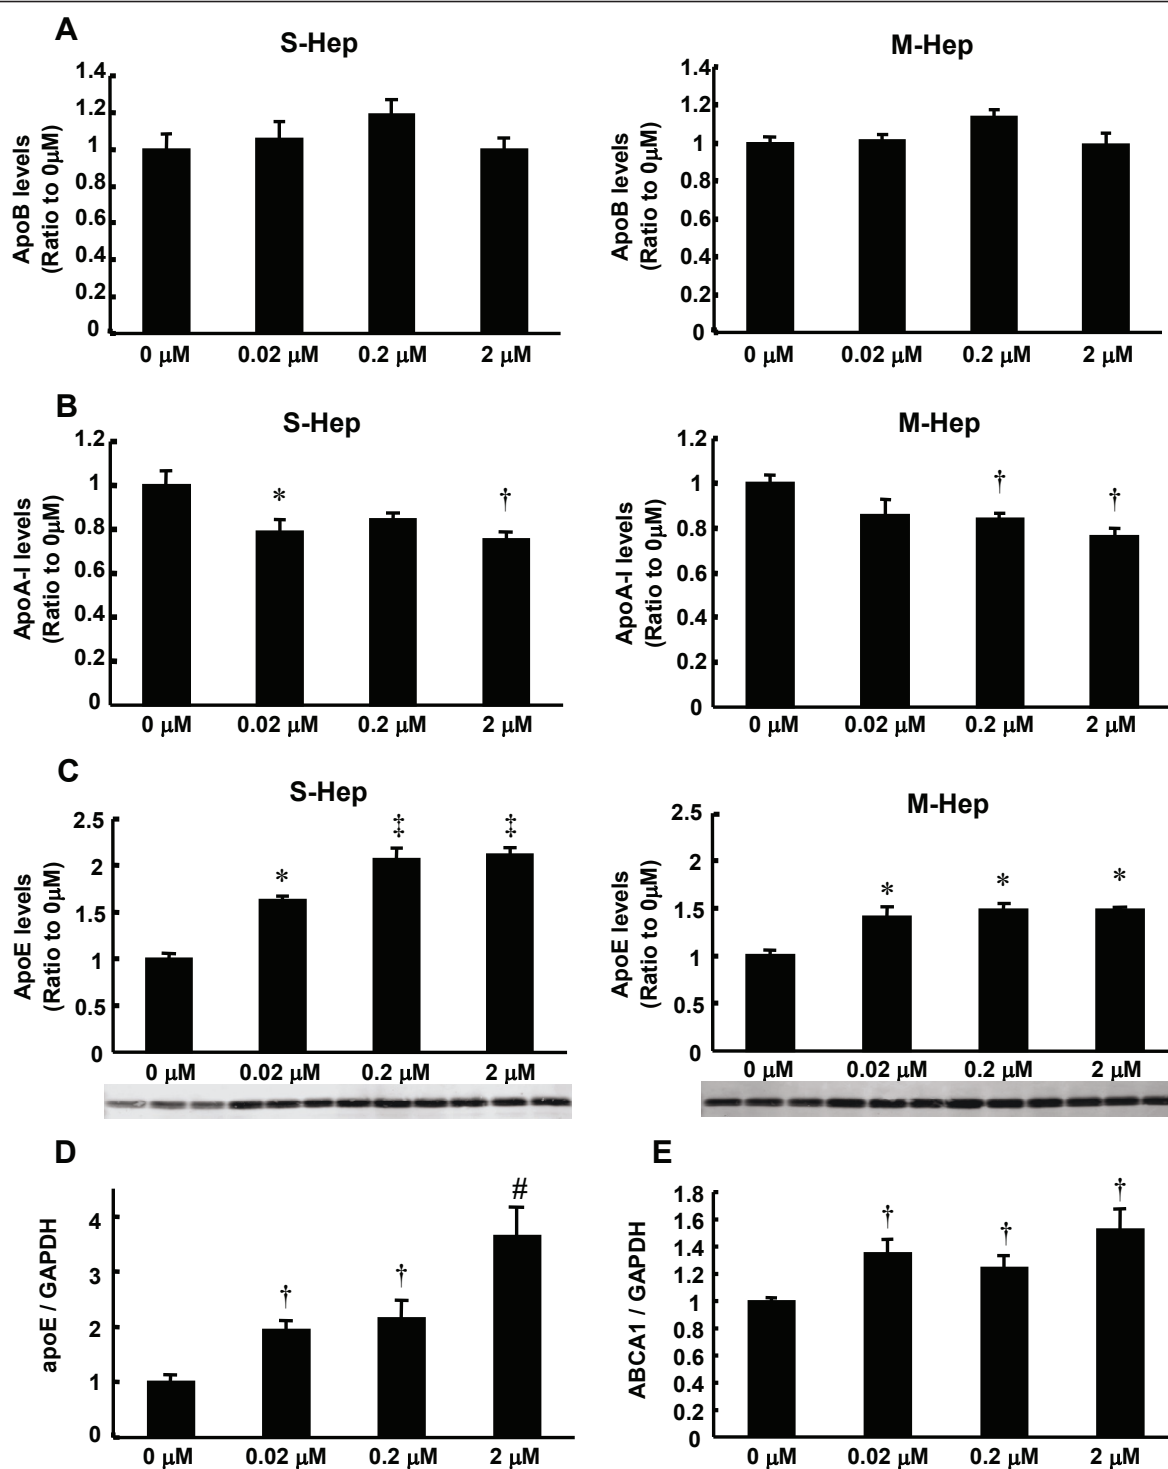 A
S-Hep
ApoB levels
(Ratio to 0μM)
1.4
1.2
1
0.8
0.6
0.4
0.2
0
0 μM 0.02 μM 0.2 μM 2 μM
M-Hep
ApoB levels
(Ratio to 0μM)
1.4
1.2
1
0.8
0.6
0.4
0.2
0
0 μM 0.02 μM 0.2 μM 2 μM
B
S-Hep
ApoA-I levels
(Ratio to 0μM)
1.2
1
0.8
0.6
0.4
0.2
0
* †
0 μM 0.02 μM 0.2 μM 2 μM
M-Hep
ApoA-I levels
(Ratio to 0μM)
1.2
1
0.8
0.6
0.4
0.2
0
† †
0 μM 0.02 μM 0.2 μM 2 μM
C
S-Hep
ApoE levels
(Ratio to 0μM)
2.5
2
1.5
1
0.5
0
* ‡ ‡
0 μM 0.02 μM 0.2 μM 2 μM
M-Hep
ApoE levels
(Ratio to 0μM)
2.5
2
1.5
1
0.5
0
* * *
0 μM 0.02 μM 0.2 μM 2 μM
D
apoE / GAPDH
4
3
2
1
0
† † #
0 μM 0.02 μM 0.2 μM 2 μM
E
ABCA1 / GAPDH
1.8
1.6
1.4
1.2
1
0.8
0.6
0.4
0.2
0
† † †
0 μM 0.02 μM 0.2 μM 2 μM